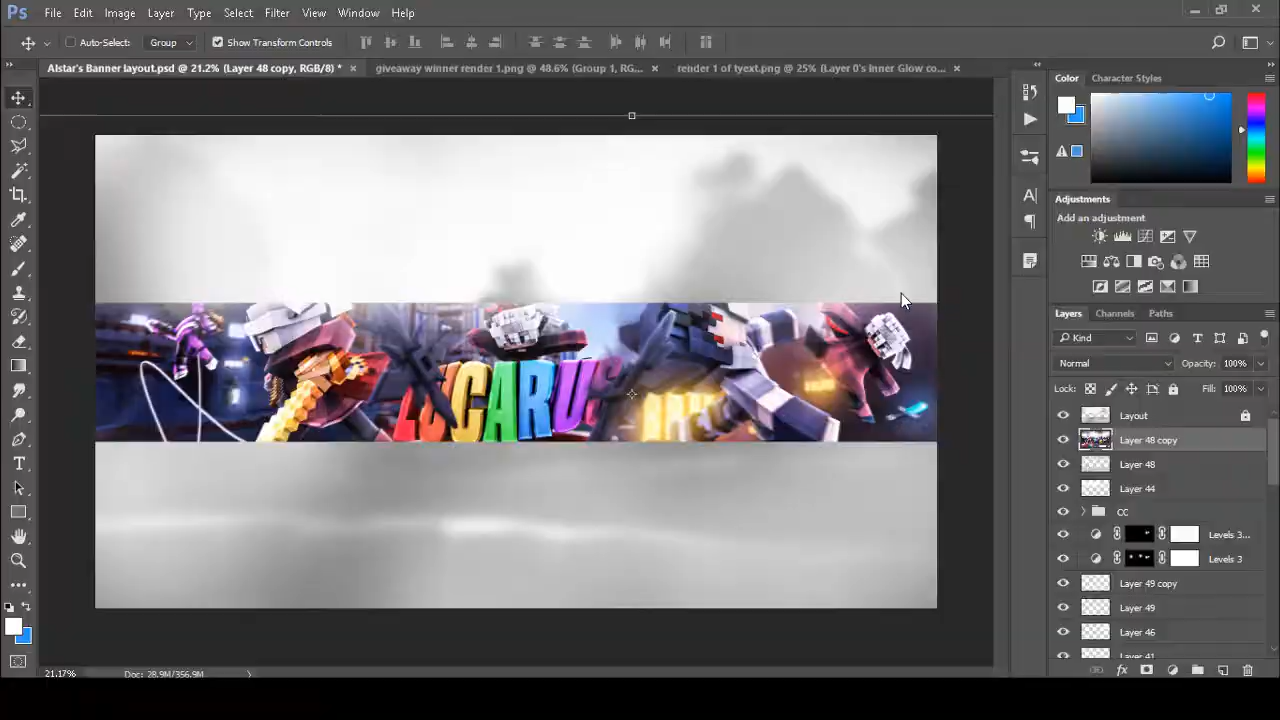 Ps File Edit Image Layer Type Select Filter View Window Help
Auto-Select: Group Show Transform Controls
Alstar's Banner layout.psd @ 21.2% (Layer 48 copy, RGB/8) * × giveaway winner render 1.png @ 48.6% (Group 1, RG... × render 1 of tyext.png @ 25% (Layer 0's Inner Glow co... ×
Color Character Styles
Adjustments
Add an adjustment
Layers Channels Paths
Kind
Normal Opacity: 100%
Lock: Fill: 100%
Layout
Layer 48 copy
Layer 48
Layer 44
CC
Levels 3...
Levels 3
Layer 49 copy
Layer 49
Layer 46
Layer 41
21.17% Doc: 28.9M/356.9M